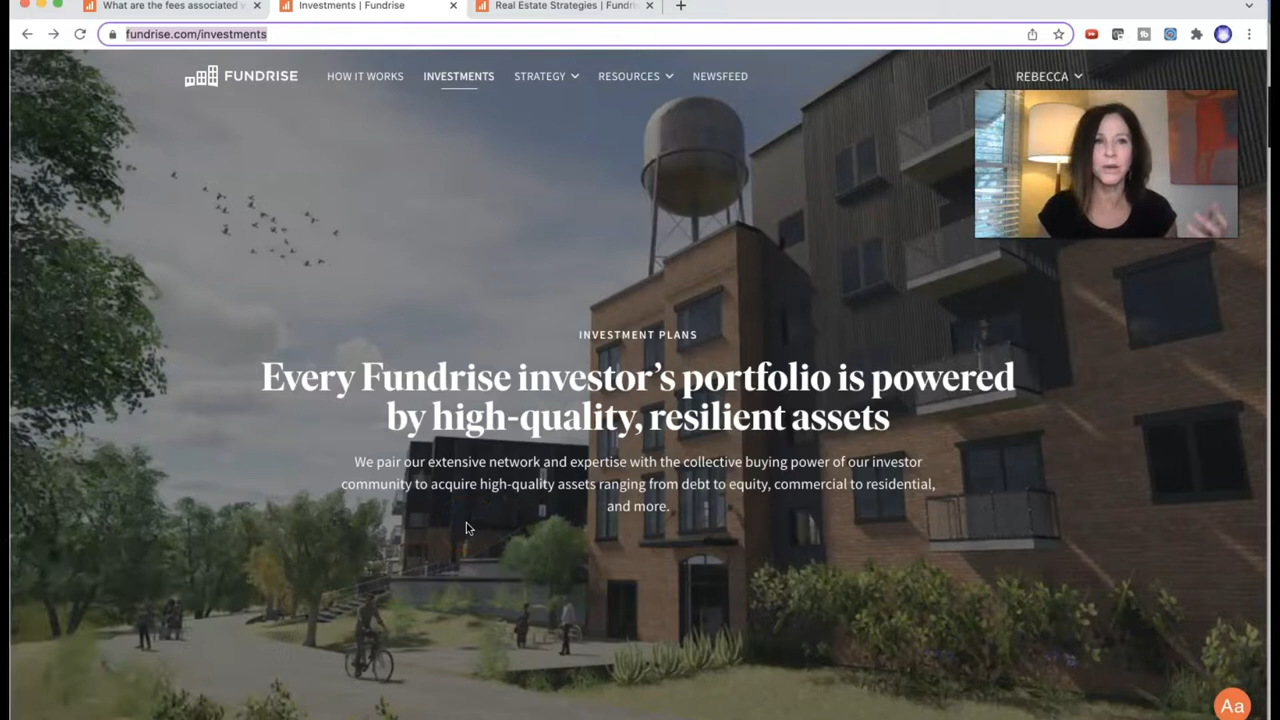 What are the fees associated
Investments | Fundrise
Real Estate Strategies | Fundri
fundrise.com/investments
FUNDRISE
HOW IT WORKS
INVESTMENTS
STRATEGY
RESOURCES
NEWSFEED
REBECCA
INVESTMENT PLANS
Every Fundrise investor's portfolio is powered
by high-quality, resilient assets
We pair our extensive network and expertise with the collective buying power of our investor
community to acquire high-quality assets ranging from debt to equity, commercial to residential,
and more.
Aa